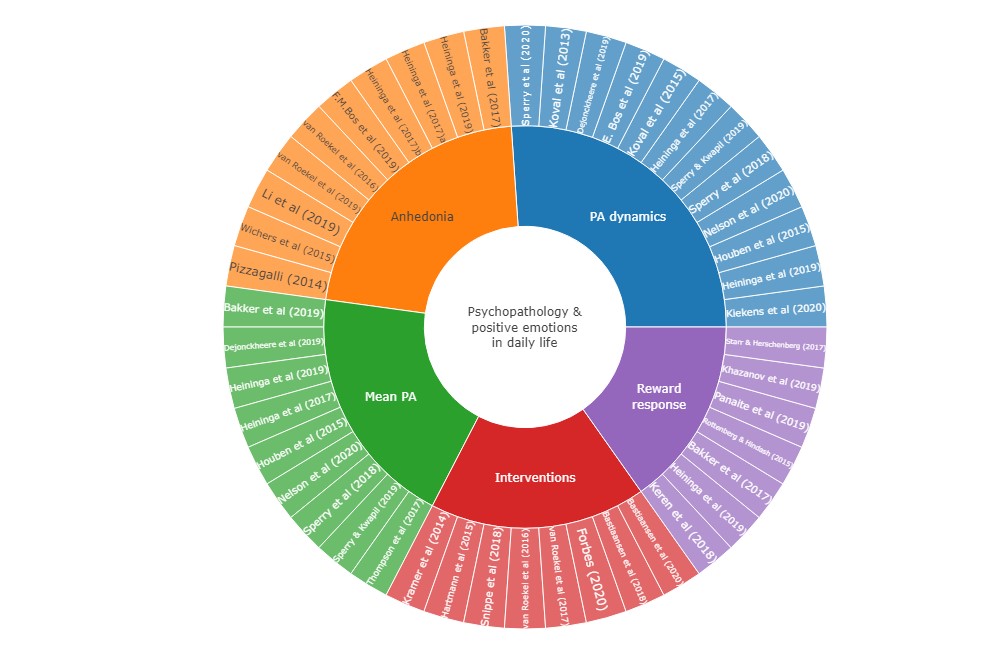 Psychopathology &
positive emotions
in daily life
PA dynamics
Sperry et al (2020)
Koval et al (2013)
Dejonckheere et al (2019)
E. Bos et al (2019)
Koval et al (2015)
Heininga et al (2017)
Sperry & Kwapil (2019)
Sperry et al (2018)
Nelson et al (2020)
Houben et al (2015)
Heininga et al (2019)
Kiekens et al (2020)
Reward
response
Starr & Herschenberg (2017)
Khazanov et al (2019)
Panaite et al (2019)
Rottenberg & Hindash (2015)
Bakker et al (2017)
Heininga et al (2019)
Keren et al (2018)
Interventions
Bastiaansen et al (2020)
Bastiaansen et al (2018)
Forbes (2020)
van Roekel et al (2017)
van Roekel et al (2016)
Snippe et al (2018)
Hartmann et al (2015)
Kramer et al (2014)
Mean PA
Thompson et al (2017)
Sperry & Kwapil (2019)
Sperry et al (2018)
Nelson et al (2020)
Houben et al (2015)
Heininga et al (2017)
Heininga et al (2019)
Dejonckheere et al (2019)
Bakker et al (2019)
Anhedonia
Pizzagalli (2014)
Wichers et al (2015)
Li et al (2019)
van Roekel et al (2019)
van Roekel et al (2016)
F.M.Bos et al (2019)
Heininga et al (2017)b
Heininga et al (2017)a
Heininga et al (2019)
Bakker et al (2017)